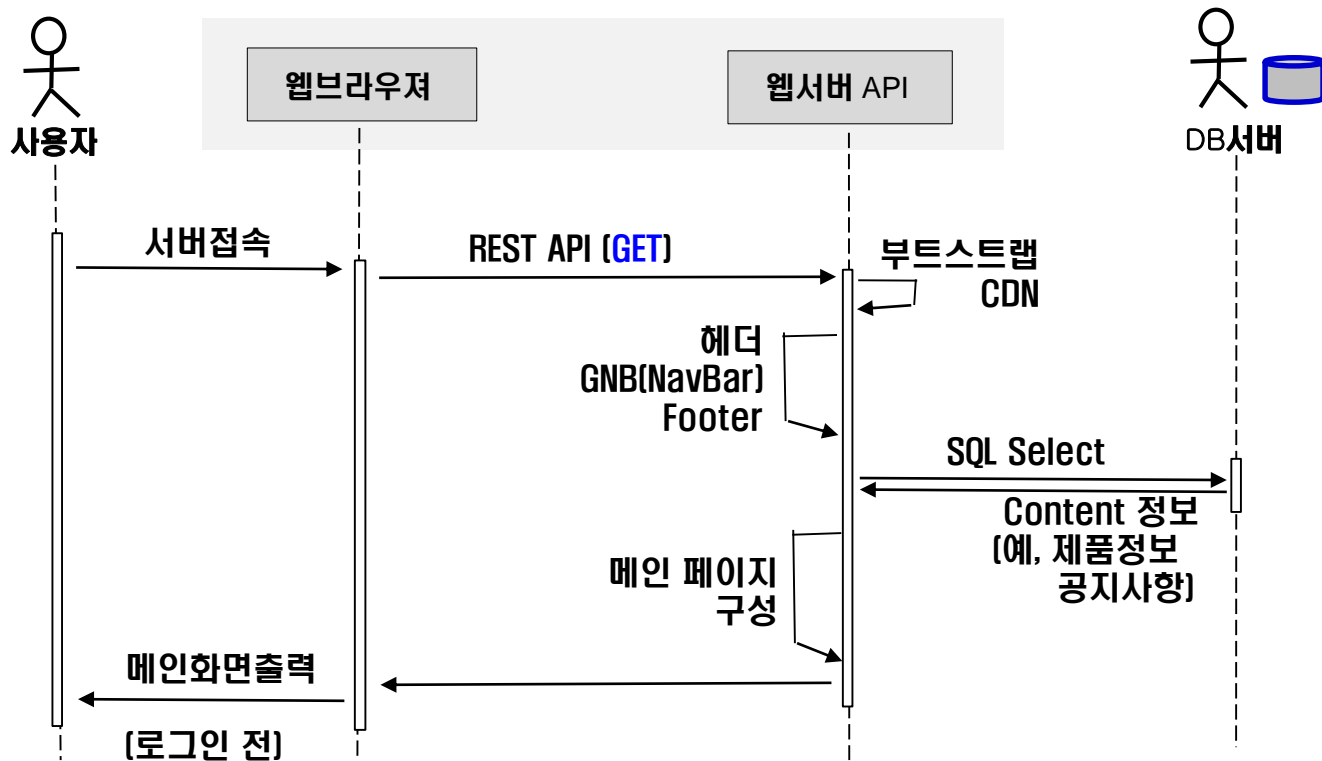 웹브라우져
웹서버 API
사용자
DB서버
서버접속
REST API (GET)
부트스트랩
CDN
헤더
GNB(NavBar)
Footer
SQL Select
Content 정보
(예, 제품정보
공지사항)
메인 페이지
구성
메인화면출력
(로그인 전)